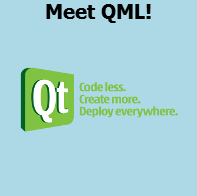 Meet QML!
Qt
Code less.
Create more.
Deploy everywhere.